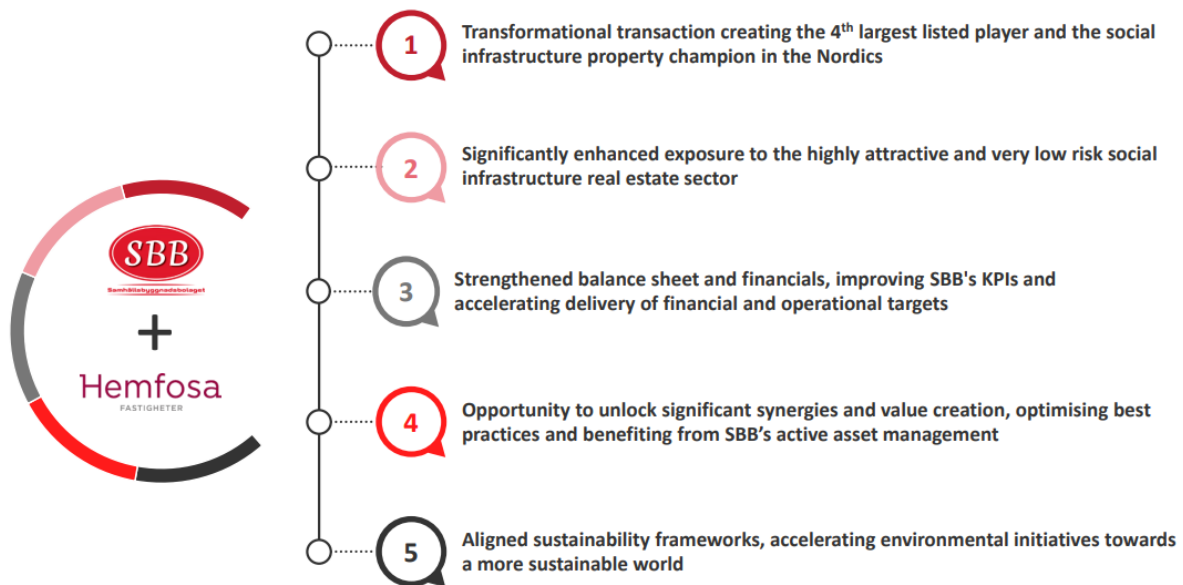 1
Transformational transaction creating the 4th largest listed player and the social
infrastructure property champion in the Nordics
2
Significantly enhanced exposure to the highly attractive and very low risk social
infrastructure real estate sector
SBB
Samhällsbyggnadsbolaget
+
Hemfosa
FASTIGHETER
3
Strengthened balance sheet and financials, improving SBB's KPIs and
accelerating delivery of financial and operational targets
4
Opportunity to unlock significant synergies and value creation, optimising best
practices and benefiting from SBB’s active asset management
5
Aligned sustainability frameworks, accelerating environmental initiatives towards
a more sustainable world